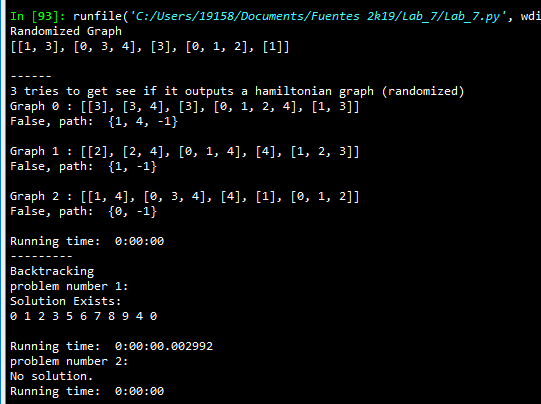 In [93]: runfile('C:/Users/19158/Documents/Fuentes 2k19/Lab_7/Lab_7.py', wdi
Randomized Graph
[[1, 3], [0, 3, 4], [3], [0, 1, 2], [1]]
------
3 tries to get see if it outputs a hamiltonian graph (randomized)
Graph 0 : [[3], [3, 4], [3], [0, 1, 2, 4], [1, 3]]
False, path:  {1, 4, -1}
Graph 1 : [[2], [2, 4], [0, 1, 4], [4], [1, 2, 3]]
False, path:  {1, -1}
Graph 2 : [[1, 4], [0, 3, 4], [4], [1], [0, 1, 2]]
False, path:  {0, -1}
Running time:  0:00:00
---------
Backtracking
problem number 1:
Solution Exists:
0 1 2 3 5 6 7 8 9 4 0
Running time:  0:00:00.002992
problem number 2:
No solution.
Running time:  0:00:00